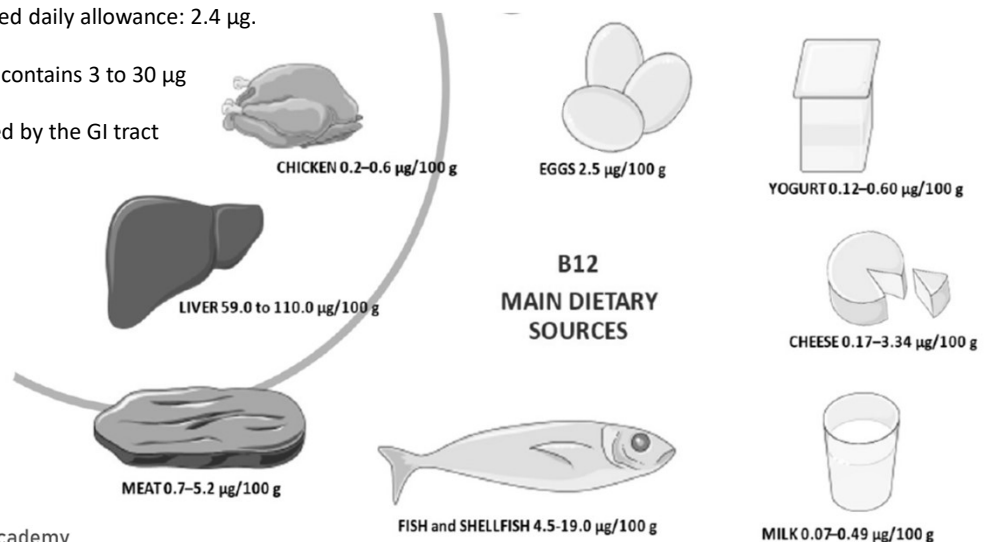 ed daily allowance: 2.4 µg.
contains 3 to 30 µg
ed by the GI tract
CHICKEN 0.2–0.6 µg/100 g
EGGS 2.5 µg/100 g
YOGURT 0.12–0.60 µg/100 g
LIVER 59.0 to 110.0 µg/100 g
B12
MAIN DIETARY
SOURCES
CHEESE 0.17–3.34 µg/100 g
MEAT 0.7–5.2 µg/100 g
FISH and SHELLFISH 4.5-19.0 µg/100 g
MILK 0.07–0.49 µg/100 g
cademy